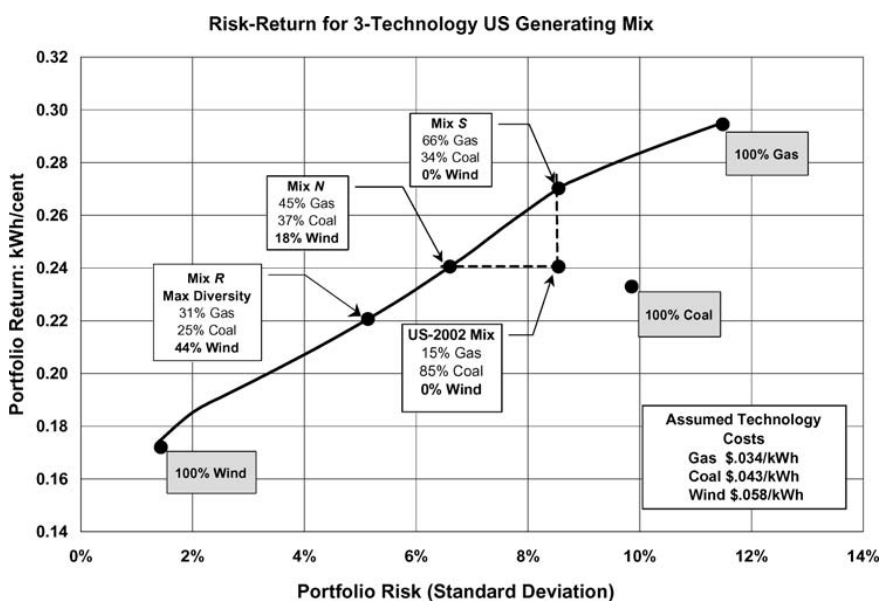 Risk-Return for 3-Technology US Generating Mix
Portfolio Return: kWh/cent
0.32
0.30
0.28
0.26
0.24
0.22
0.20
0.18
0.16
0.14
0%
2%
4%
6%
8%
10%
12%
14%
Portfolio Risk (Standard Deviation)
Mix S
66% Gas
34% Coal
0% Wind
100% Gas
Mix N
45% Gas
37% Coal
18% Wind
Mix R
Max Diversity
31% Gas
25% Coal
44% Wind
US-2002 Mix
15% Gas
85% Coal
0% Wind
100% Coal
100% Wind
Assumed Technology
Costs
Gas $.034/kWh
Coal $.043/kWh
Wind $.058/kWh